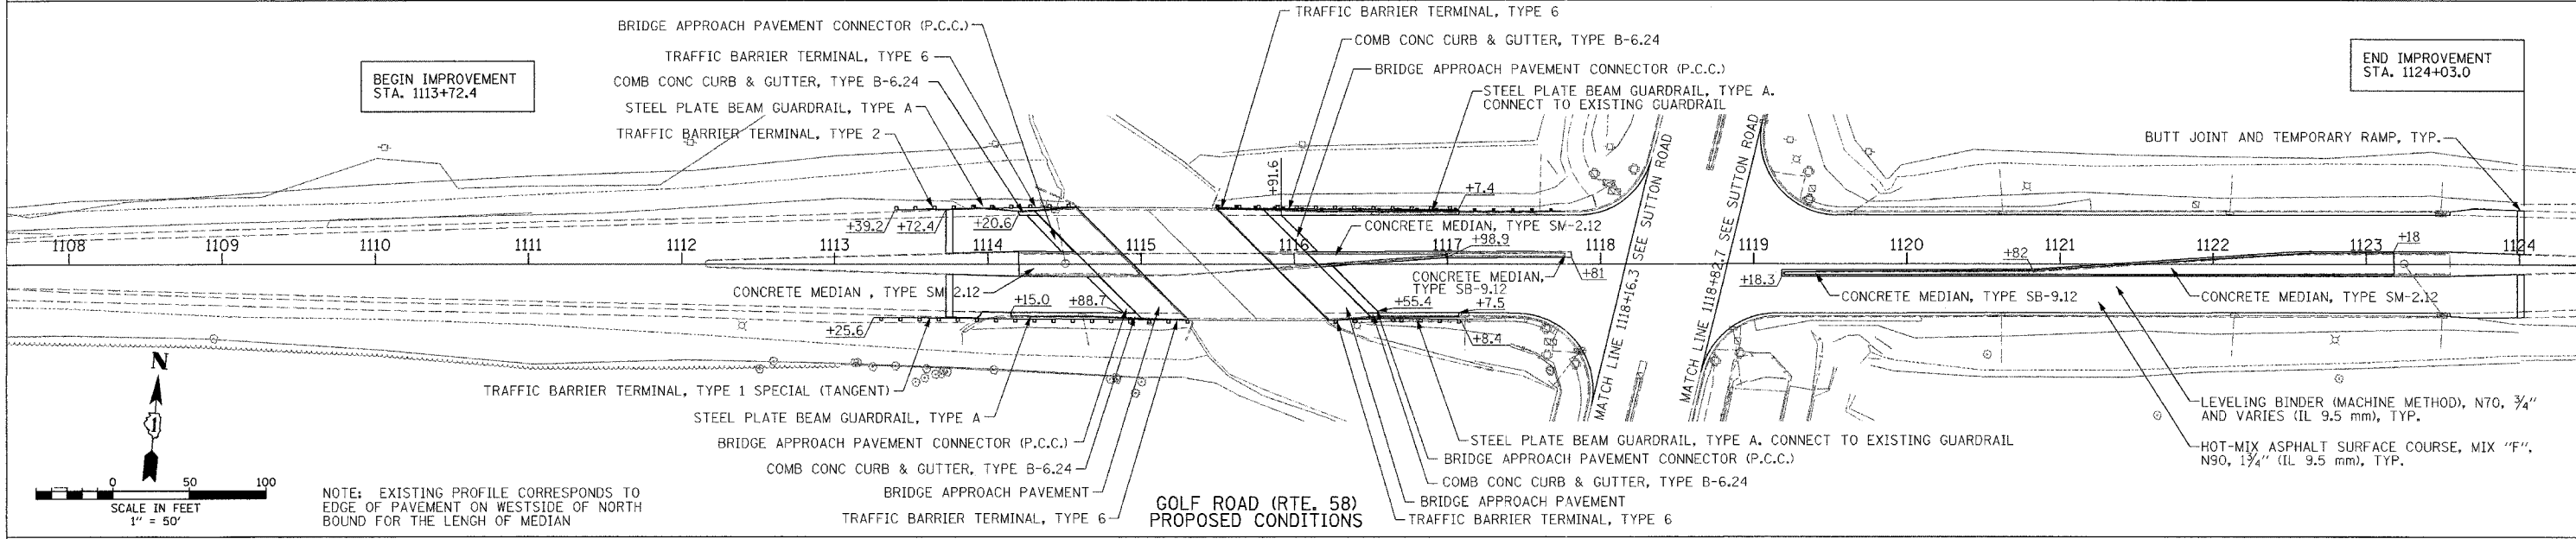 BRIDGE APPROACH PAVEMENT CONNECTOR (P.C.C.)
TRAFFIC BARRIER TERMINAL, TYPE 6
COMB CONC CURB & GUTTER, TYPE B-6.24
STEEL PLATE BEAM GUARDRAIL, TYPE A
TRAFFIC BARRIER TERMINAL, TYPE 2
BEGIN IMPROVEMENT
STA. 1113+72.4
TRAFFIC BARRIER TERMINAL, TYPE 6
COMB CONC CURB & GUTTER, TYPE B-6.24
BRIDGE APPROACH PAVEMENT CONNECTOR (P.C.C.)
STEEL PLATE BEAM GUARDRAIL, TYPE A.
CONNECT TO EXISTING GUARDRAIL
END IMPROVEMENT
STA. 1124+03.0
BUTT JOINT AND TEMPORARY RAMP, TYP.
+91.6
+7.4
+39.2
+72.4
+20.6
CONCRETE MEDIAN, TYPE SM-2.12
+98.9
1108
1109
1110
1111
1112
1113
1114
1115
1116
1117
1118
1119
1120
1121
1122
1123
1124
+18
+82
+81
+18.3
CONCRETE MEDIAN,
TYPE SB-9.12
MATCH LINE 1118+16.3 SEE SUTTON ROAD
MATCH LINE 1118+82.7 SEE SUTTON ROAD
CONCRETE MEDIAN , TYPE SM-2.12
CONCRETE MEDIAN, TYPE SB-9.12
CONCRETE MEDIAN, TYPE SM-2.12
+15.0
+88.7
+25.6
+55.4
+7.5
+8.4
N
TRAFFIC BARRIER TERMINAL, TYPE 1 SPECIAL (TANGENT)
STEEL PLATE BEAM GUARDRAIL, TYPE A
BRIDGE APPROACH PAVEMENT CONNECTOR (P.C.C.)
COMB CONC CURB & GUTTER, TYPE B-6.24
BRIDGE APPROACH PAVEMENT
TRAFFIC BARRIER TERMINAL, TYPE 6
STEEL PLATE BEAM GUARDRAIL, TYPE A. CONNECT TO EXISTING GUARDRAIL
BRIDGE APPROACH PAVEMENT CONNECTOR (P.C.C.)
COMB CONC CURB & GUTTER, TYPE B-6.24
BRIDGE APPROACH PAVEMENT
TRAFFIC BARRIER TERMINAL, TYPE 6
LEVELING BINDER (MACHINE METHOD), N70, 3/4"
AND VARIES (IL 9.5 mm), TYP.
HOT-MIX ASPHALT SURFACE COURSE, MIX "F",
N90, 1 3/4" (IL 9.5 mm), TYP.
0 50 100
SCALE IN FEET
1" = 50'
NOTE: EXISTING PROFILE CORRESPONDS TO
EDGE OF PAVEMENT ON WESTSIDE OF NORTH
BOUND FOR THE LENGH OF MEDIAN
GOLF ROAD (RTE. 58)
PROPOSED CONDITIONS